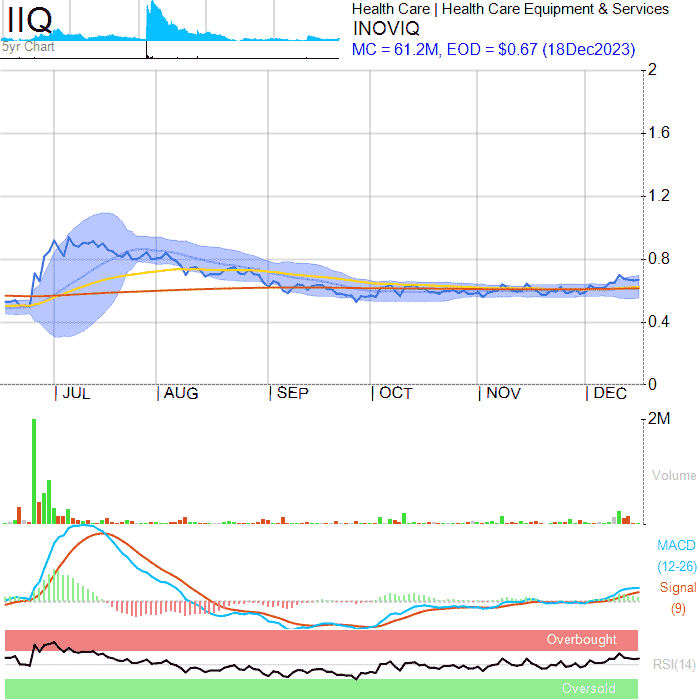 IIQ
5yr Chart
Health Care | Health Care Equipment & Services
INOVIQ
MC = 61.2M, EOD = $0.67 (18Dec2023)
2
1.6
1.2
0.8
0.4
0
JUL AUG SEP OCT NOV DEC
2M
Volume
MACD
(12-26)
Signal
(9)
Overbought
RSI(14)
Oversold